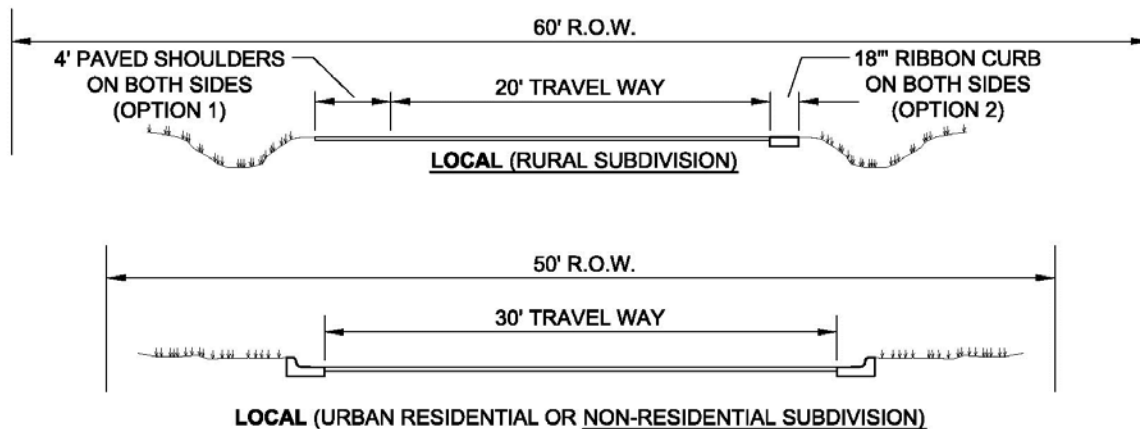 60' R.O.W.
4' PAVED SHOULDERS
ON BOTH SIDES
(OPTION 1)
20' TRAVEL WAY
18''' RIBBON CURB
ON BOTH SIDES
(OPTION 2)
LOCAL (RURAL SUBDIVISION)
50' R.O.W.
30' TRAVEL WAY
LOCAL (URBAN RESIDENTIAL OR NON-RESIDENTIAL SUBDIVISION)